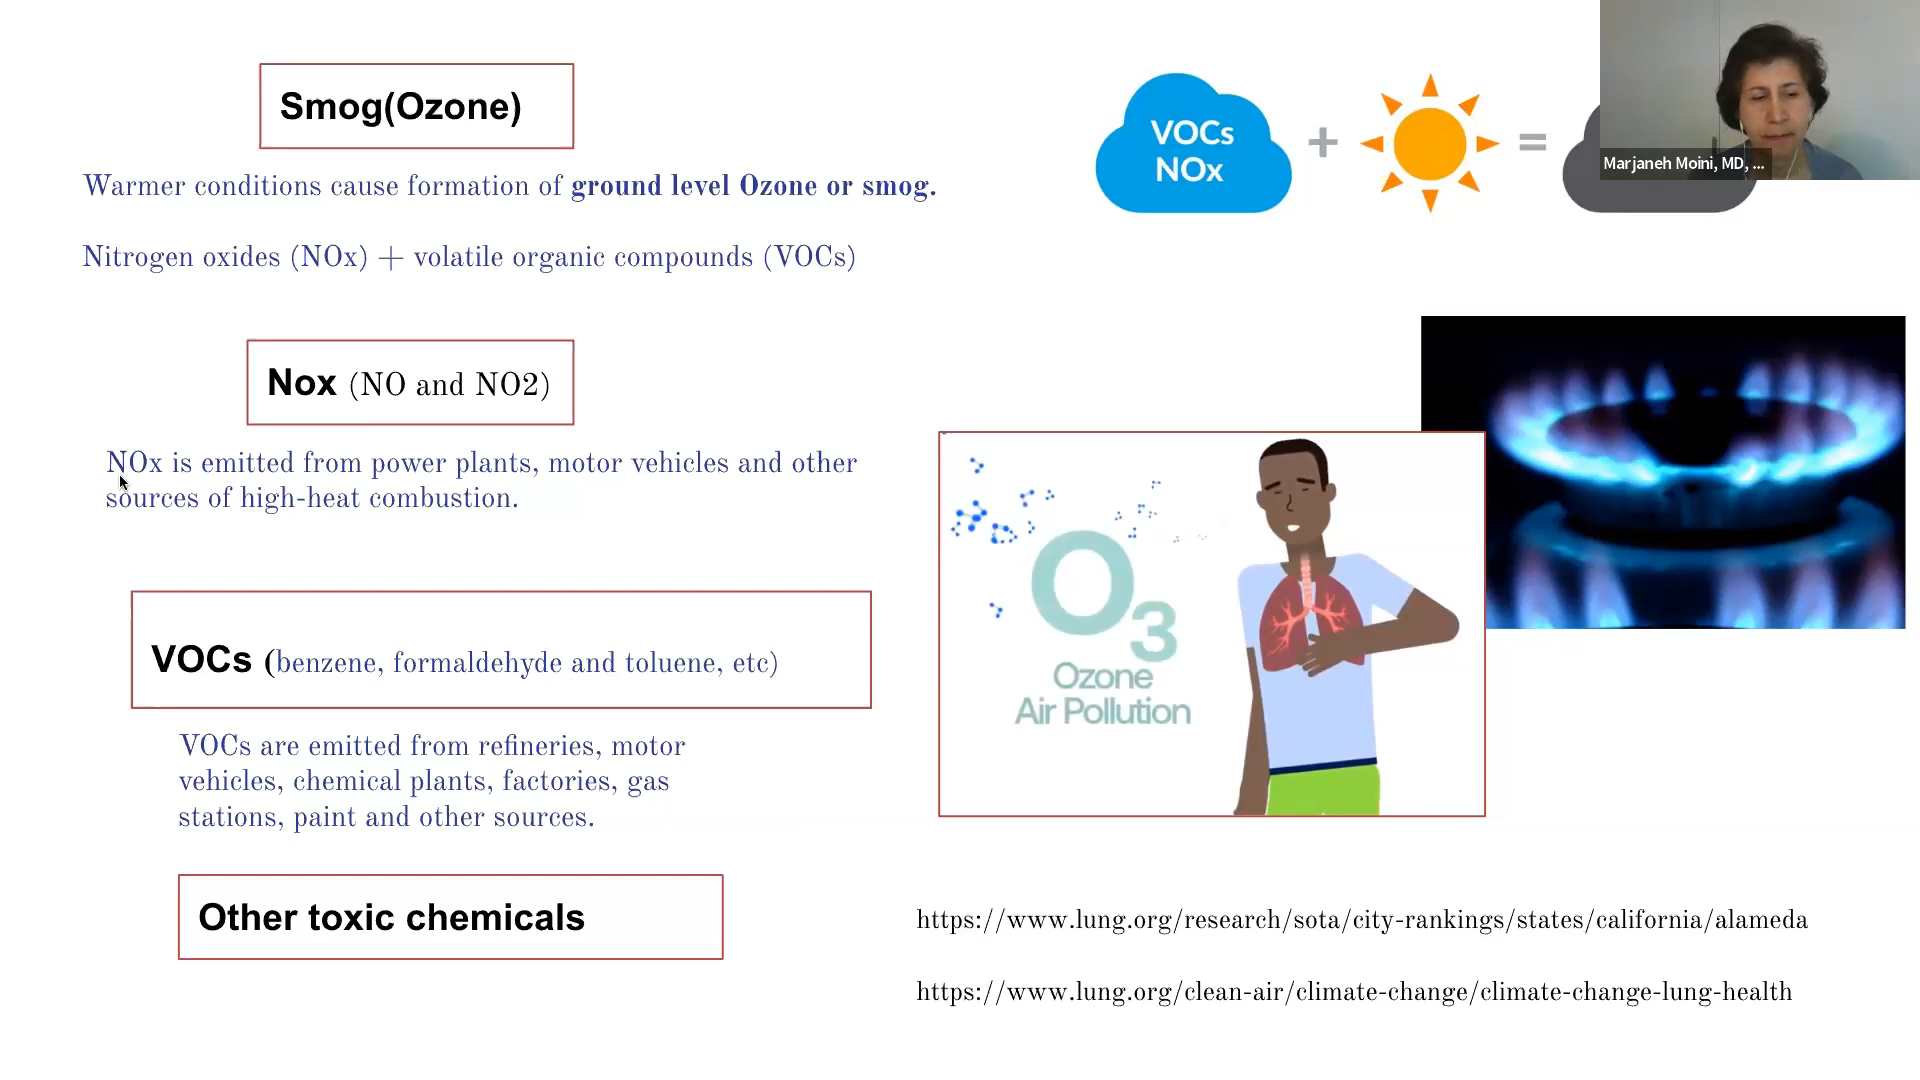 Smog(Ozone)
Warmer conditions cause formation of ground level Ozone or smog.
Nitrogen oxides (NOx) + volatile organic compounds (VOCs)
VOCs
NOx
+
=
Marjaneh Moini, MD, ...
Nox (NO and NO2)
NOx is emitted from power plants, motor vehicles and other
sources of high-heat combustion.
VOCs (benzene, formaldehyde and toluene, etc)
VOCs are emitted from refineries, motor
vehicles, chemical plants, factories, gas
stations, paint and other sources.
O3
Ozone
Air Pollution
Other toxic chemicals
https://www.lung.org/research/sota/city-rankings/states/california/alameda
https://www.lung.org/clean-air/climate-change/climate-change-lung-health